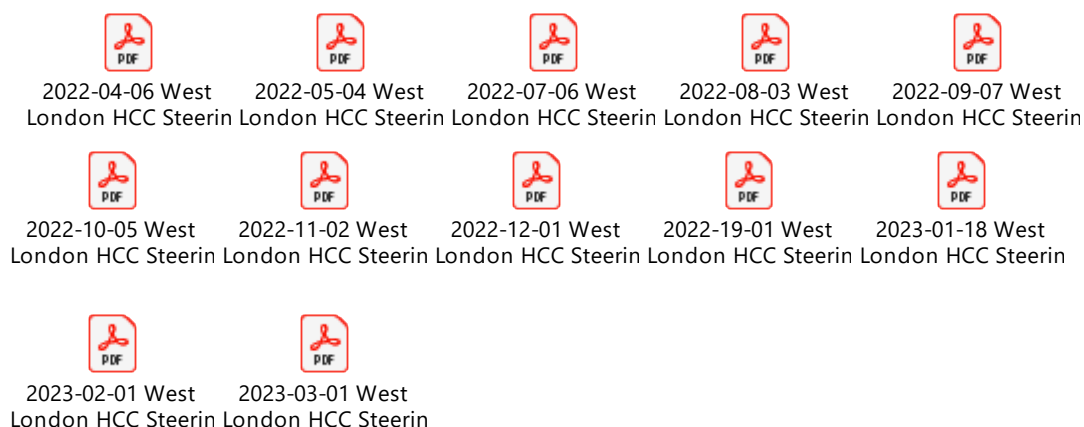 PDF PDF PDF PDF PDF
2022-04-06 West 2022-05-04 West 2022-07-06 West 2022-08-03 West 2022-09-07 West
London HCC Steerin London HCC Steerin London HCC Steerin London HCC Steerin London HCC Steerin
PDF PDF PDF PDF PDF
2022-10-05 West 2022-11-02 West 2022-12-01 West 2022-19-01 West 2023-01-18 West
London HCC Steerin London HCC Steerin London HCC Steerin London HCC Steerin London HCC Steerin
PDF PDF
2023-02-01 West 2023-03-01 West
London HCC Steerin London HCC Steerin